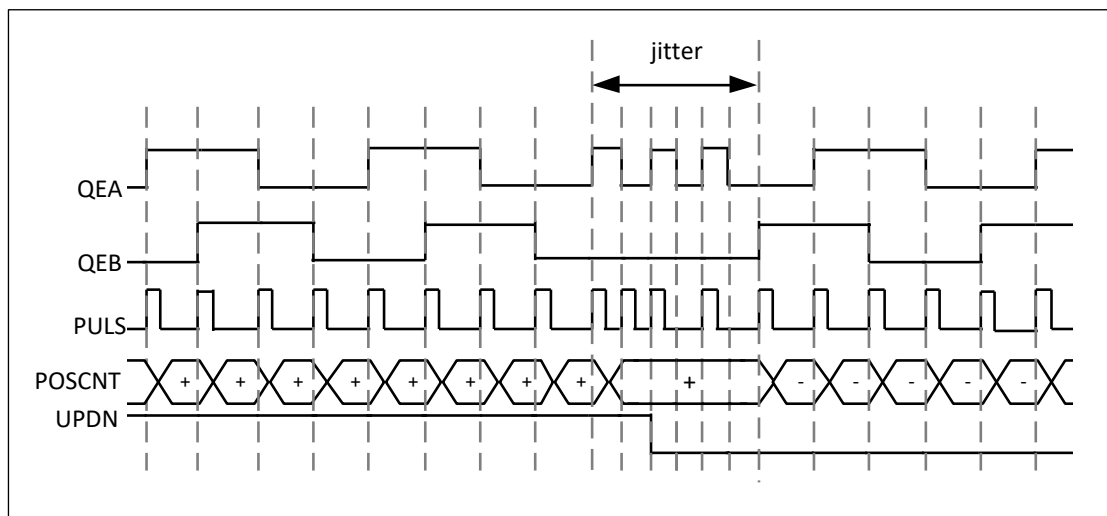 jitter
QEA
QEB
PULS
POSCNT + + + + + + + + + - - - - -
UPDN